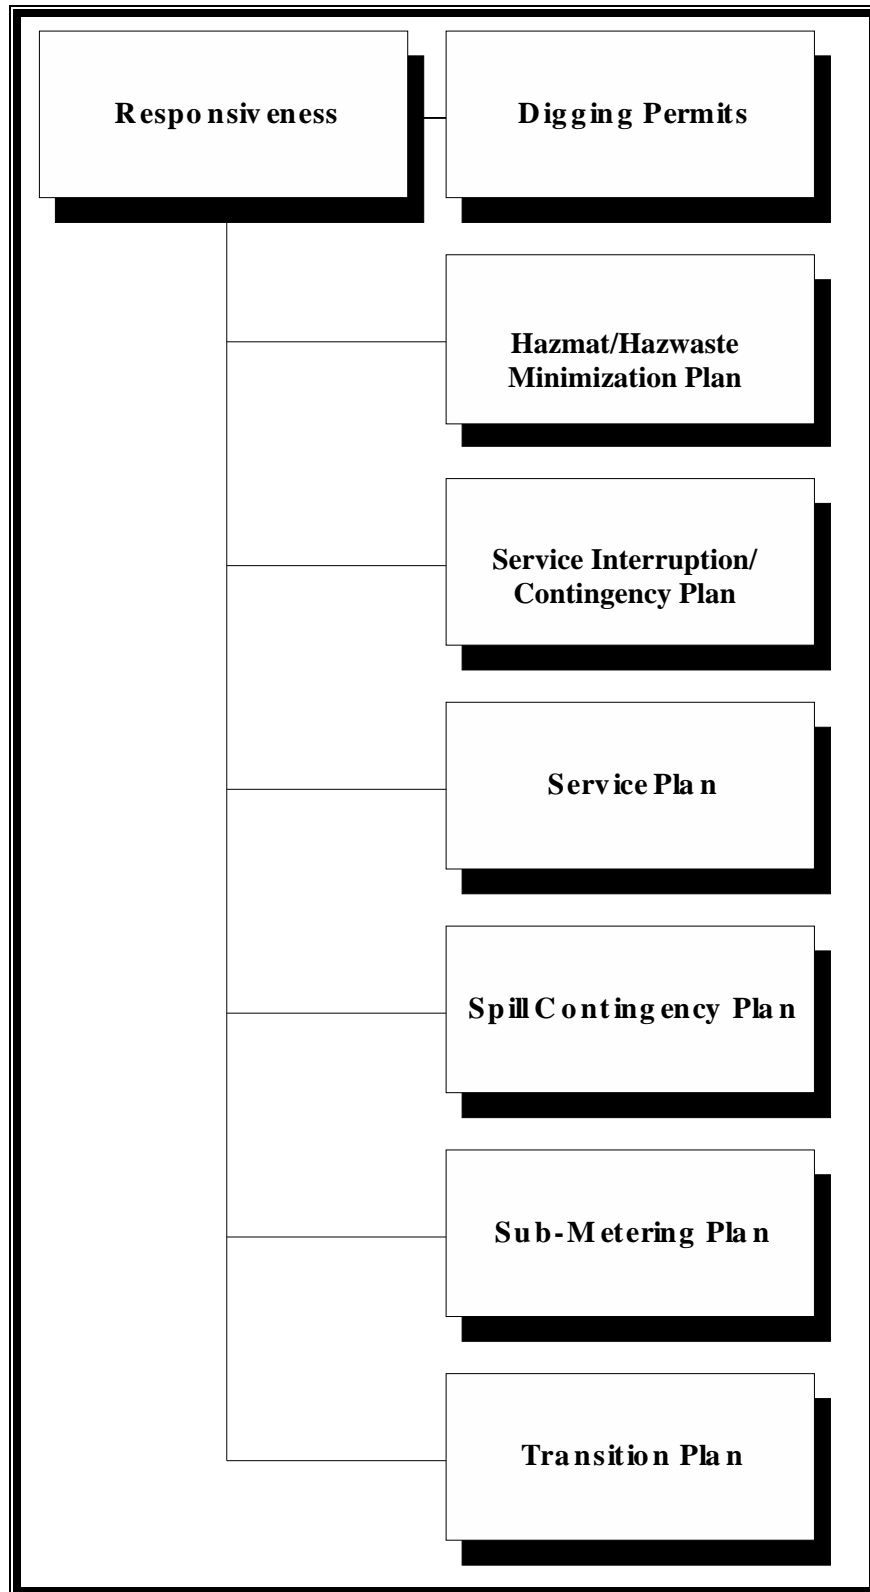 Responsiveness
Digging Permits
Hazmat/Hazwaste
Minimization Plan
Service Interruption/
Contingency Plan
Service Plan
Spill Contingency Plan
Sub-Metering Plan
Transition Plan